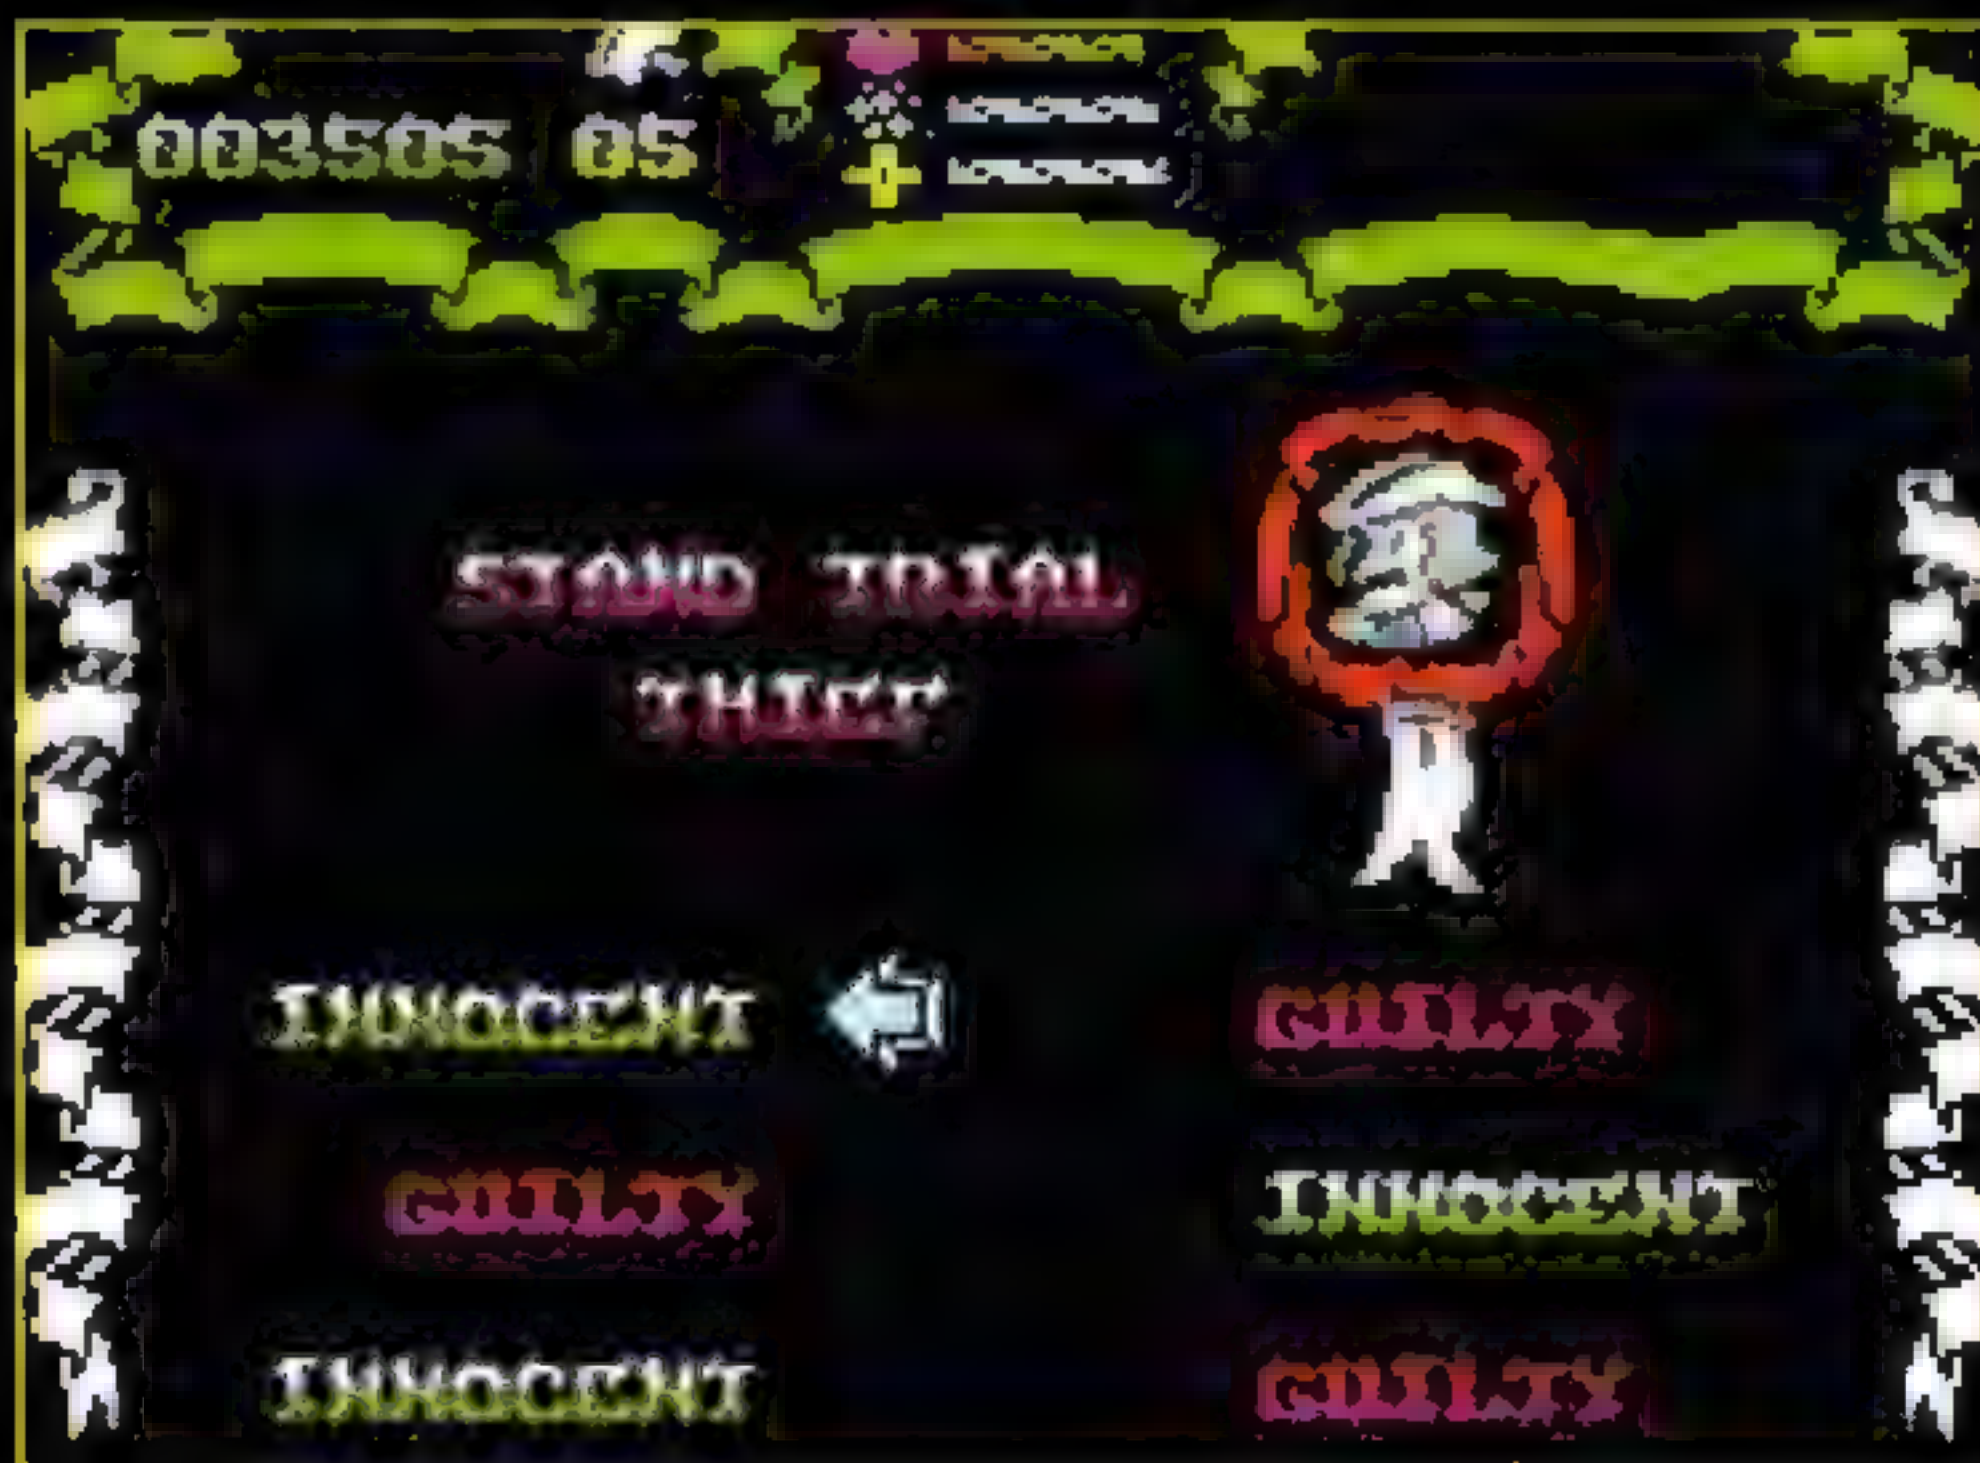 003505 05
STAND TRIAL
THIEF
INNOCENT GUILTY
GUILTY INNOCENT
INNOCENT GUILTY